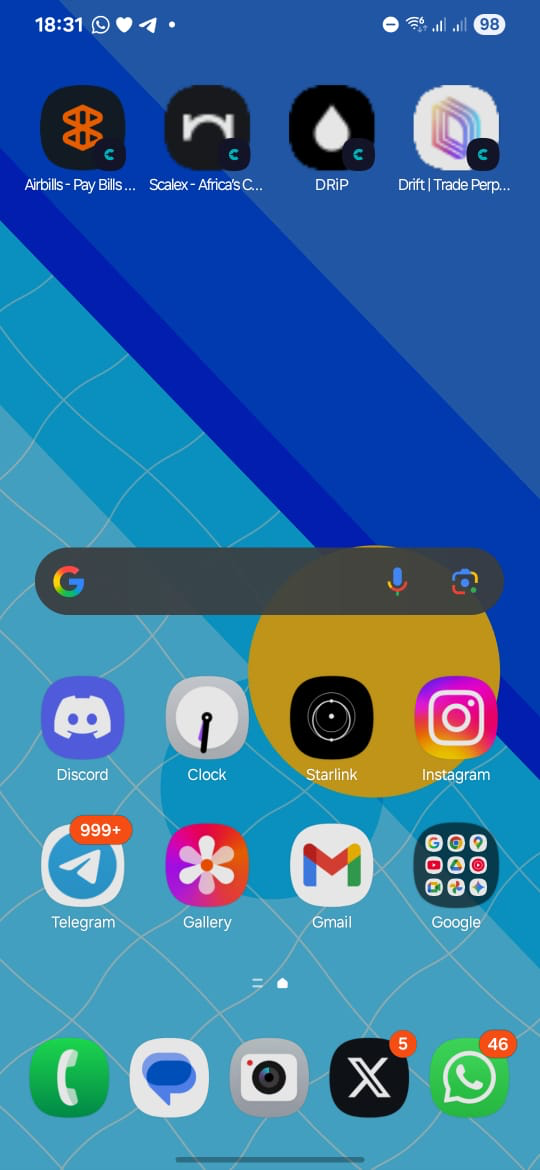 18:31
98
Airbills - Pay Bills ...
Scalex - Africa's C...
DRiP
Drift | Trade Perp...
Discord
Clock
Starlink
Instagram
999+
Telegram
Gallery
Gmail
Google
5
46